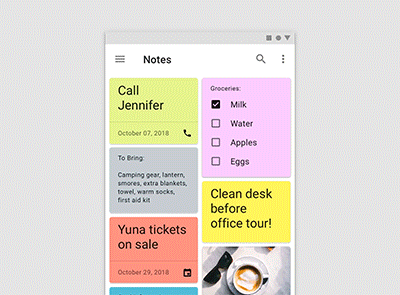 Notes
Call
Jennifer
October 07, 2018
To Bring:
Camping gear, lantern,
smores, extra blankets,
towel, warm socks,
first aid kit
Yuna tickets
on sale
October 29, 2018
Groceries:
Milk
Water
Apples
Eggs
Clean desk
before
office tour!